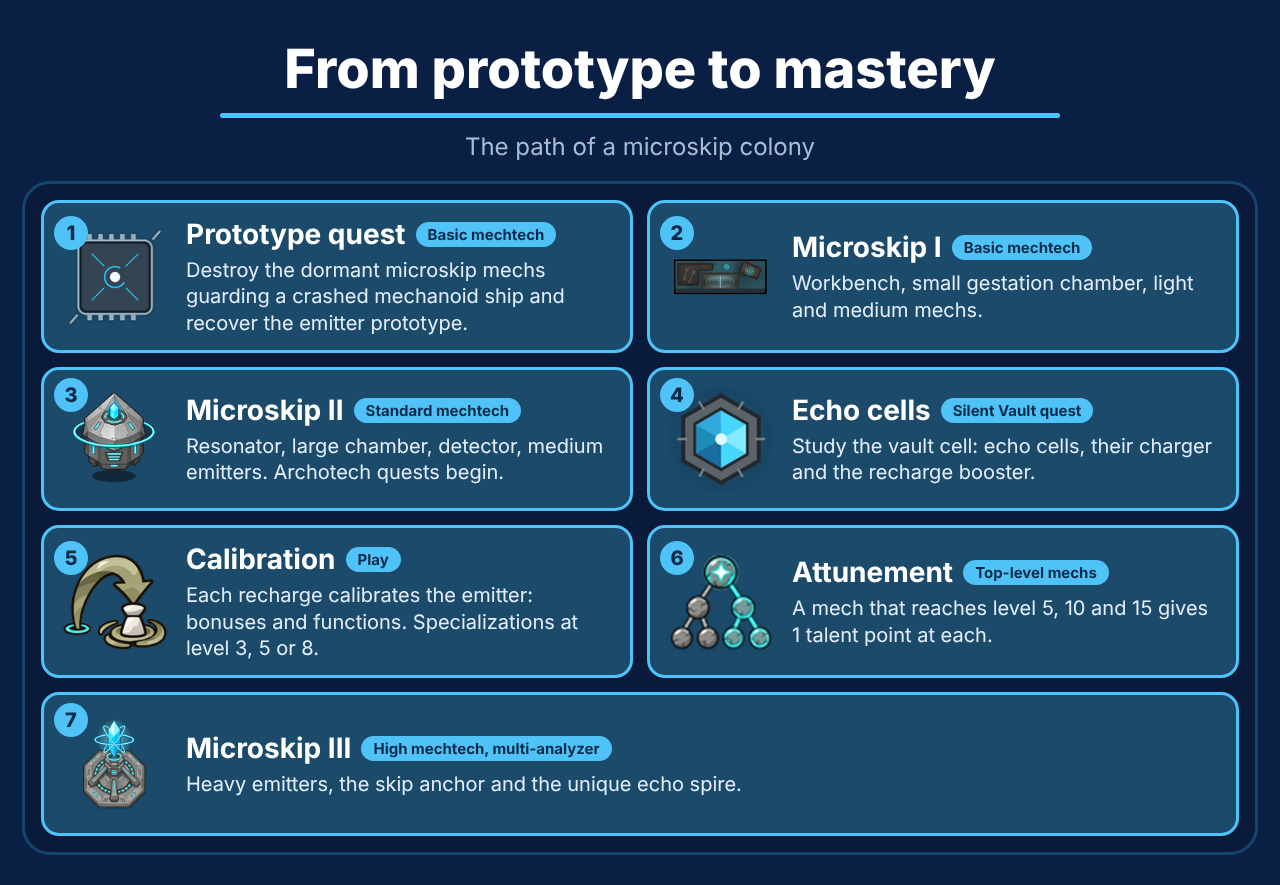 From prototype to mastery
The path of a microskip colony
1
Prototype quest Basic mechtech
Destroy the dormant microskip mechs
guarding a crashed mechanoid ship and
recover the emitter prototype.
2
Microskip I Basic mechtech
Workbench, small gestation chamber, light
and medium mechs.
3
Microskip II Standard mechtech
Resonator, large chamber, detector, medium
emitters. Archotech quests begin.
4
Echo cells Silent Vault quest
Study the vault cell: echo cells, their charger
and the recharge booster.
5
Calibration Play
Each recharge calibrates the emitter:
bonuses and functions. Specializations at
level 3, 5 or 8.
6
Attunement Top-level mechs
A mech that reaches level 5, 10 and 15 gives
1 talent point at each.
7
Microskip III High mechtech, multi-analyzer
Heavy emitters, the skip anchor and the unique echo spire.